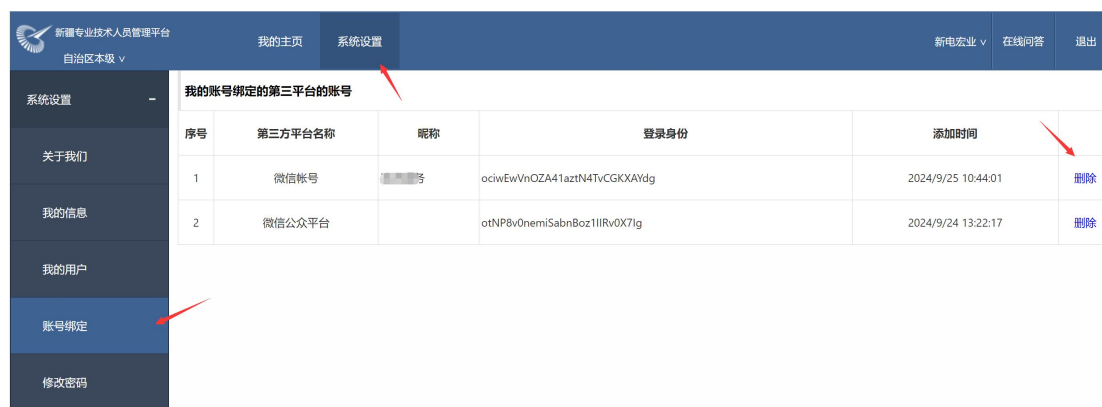 新疆专业技术人员管理平台
自治区本级 ∨
我的主页 系统设置
新电宏业 ∨ 在线问答 退出
系统设置 −
关于我们
我的信息
我的用户
账号绑定
修改密码
我的账号绑定的第三平台的账号
序号 第三方平台名称 昵称 登录身份 添加时间
1 微信帐号 务 ociwEwVnOZA41aztN4TvCGKXAYdg 2024/9/25 10:44:01 删除
2 微信公众平台 otNP8v0nemiSabnBoz1IIRv0X7Ig 2024/9/24 13:22:17 删除